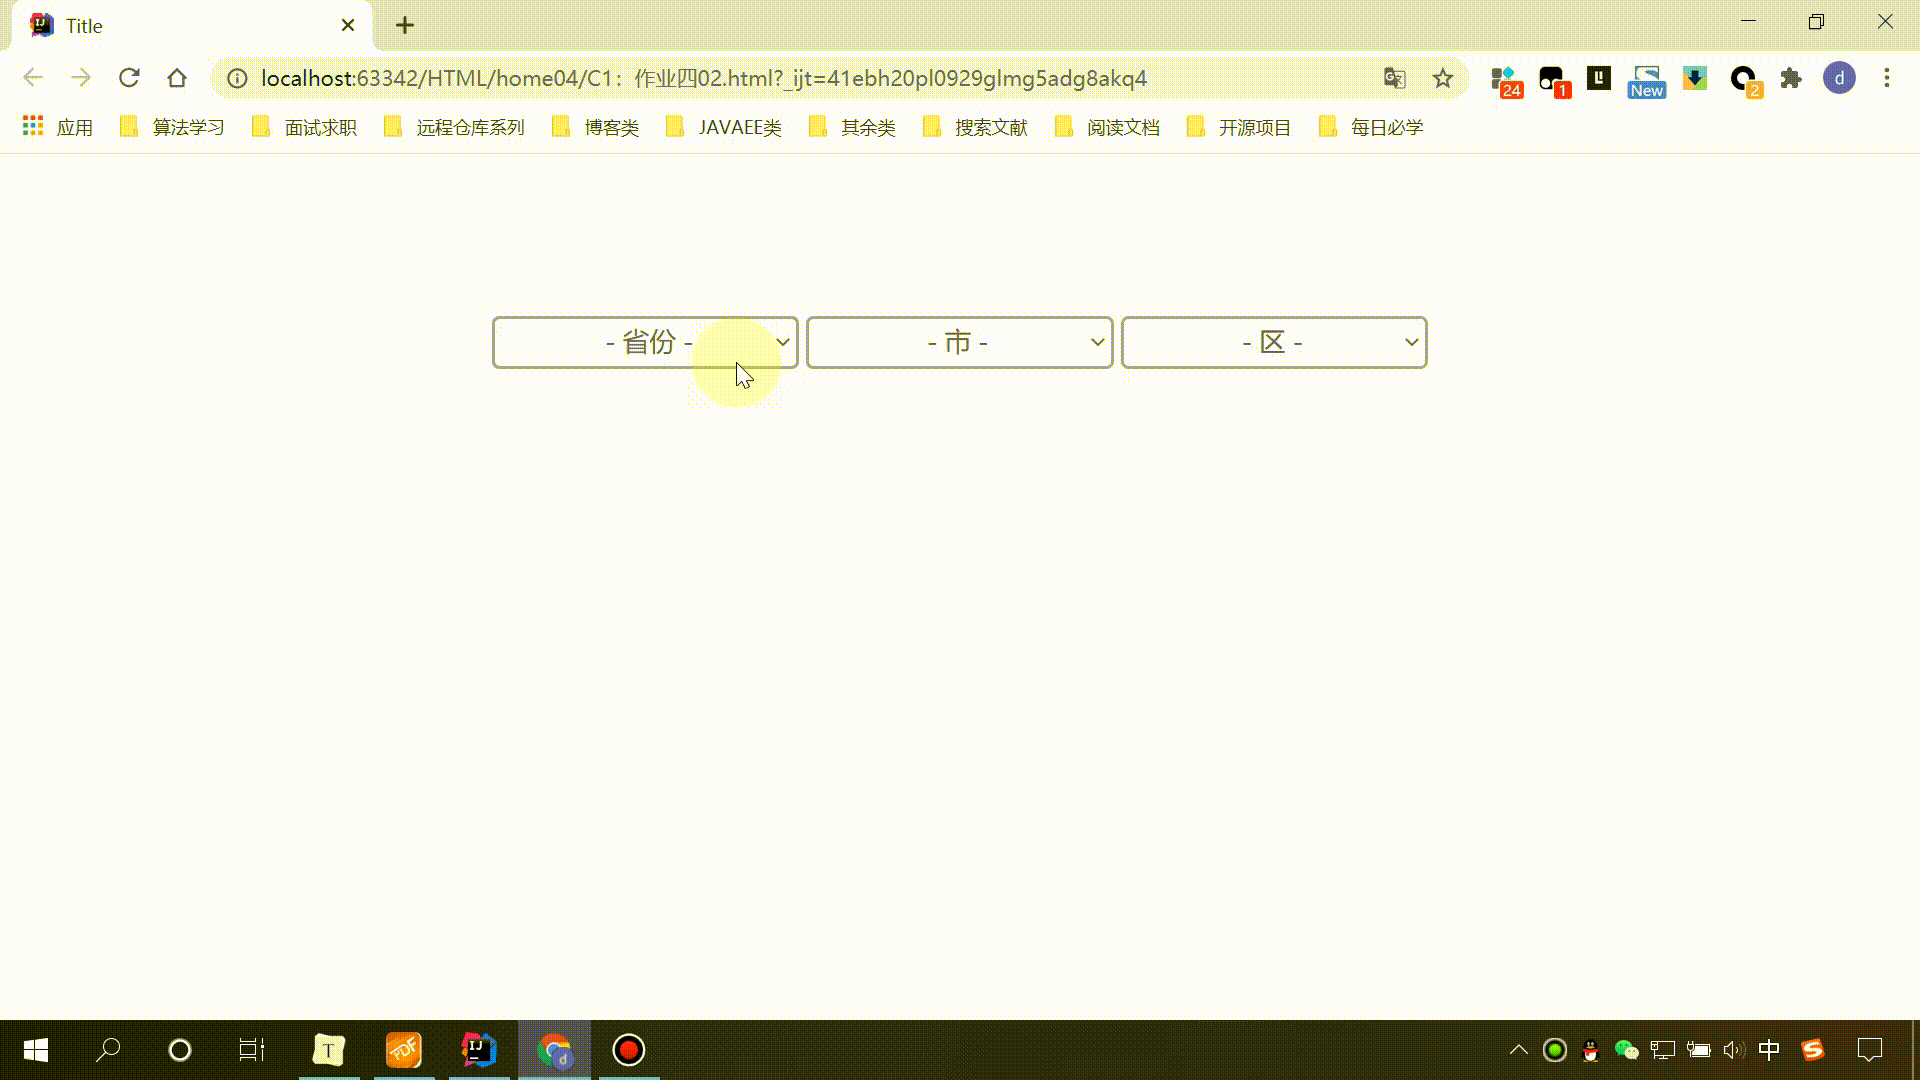 Title
localhost:63342/HTML/home04/C1：作业四02.html?_ijt=41ebh20pl0929glmg5adg8akq4
24 1 New 2 d
应用 算法学习 面试求职 远程仓库系列 博客类 JAVAEE类 其余类 搜索文献 阅读文档 开源项目 每日必学
- 省份 - - 市 - - 区 -
T PDF IJ d 中 S